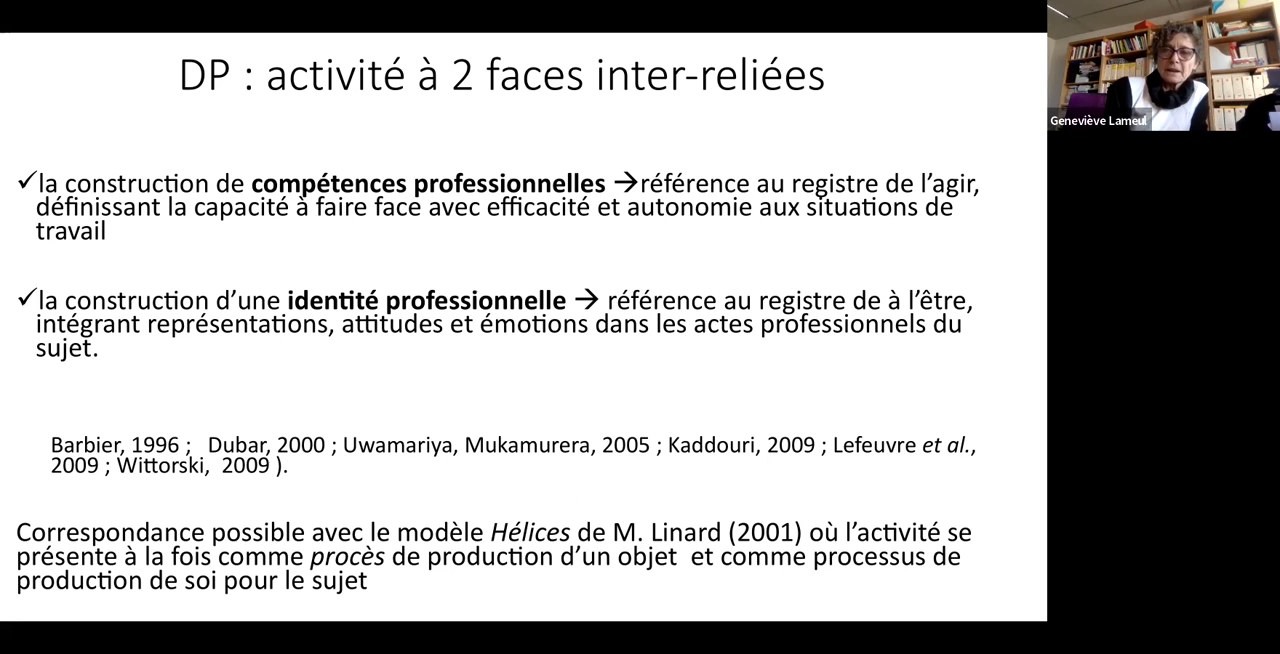 DP : activité à 2 faces inter-reliées
Geneviève Lameul
✓la construction de compétences professionnelles →référence au registre de l’agir,
définissant la capacité à faire face avec efficacité et autonomie aux situations de
travail
✓la construction d’une identité professionnelle → référence au registre de à l’être,
intégrant représentations, attitudes et émotions dans les actes professionnels du
sujet.
Barbier, 1996 ; Dubar, 2000 ; Uwamariya, Mukamurera, 2005 ; Kaddouri, 2009 ; Lefeuvre et al.,
2009 ; Wittorski, 2009 ).
Correspondance possible avec le modèle Hélices de M. Linard (2001) où l’activité se
présente à la fois comme procès de production d’un objet et comme processus de
production de soi pour le sujet